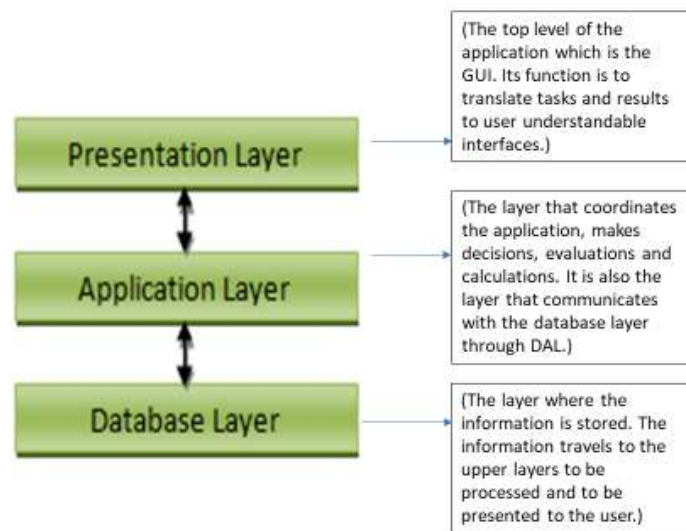 (The top level of the
application which is the
GUI. Its function is to
translate tasks and results
to user understandable
interfaces.)
Presentation Layer
(The layer that coordinates
the application, makes
decisions, evaluations and
calculations. It is also the
layer that communicates
with the database layer
through DAL.)
Application Layer
(The layer where the
information is stored. The
information travels to the
upper layers to be
processed and to be
presented to the user.)
Database Layer